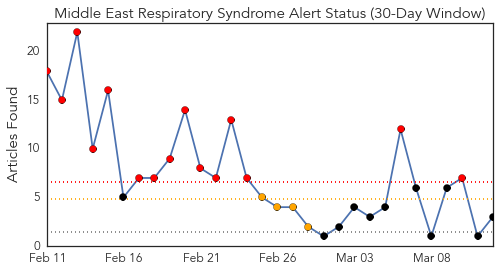 Middle East Respiratory Syndrome Alert Status (30-Day Window)
Articles Found
20
15
10
5
0
Feb 11 Feb 16 Feb 21 Feb 26 Mar 03 Mar 08